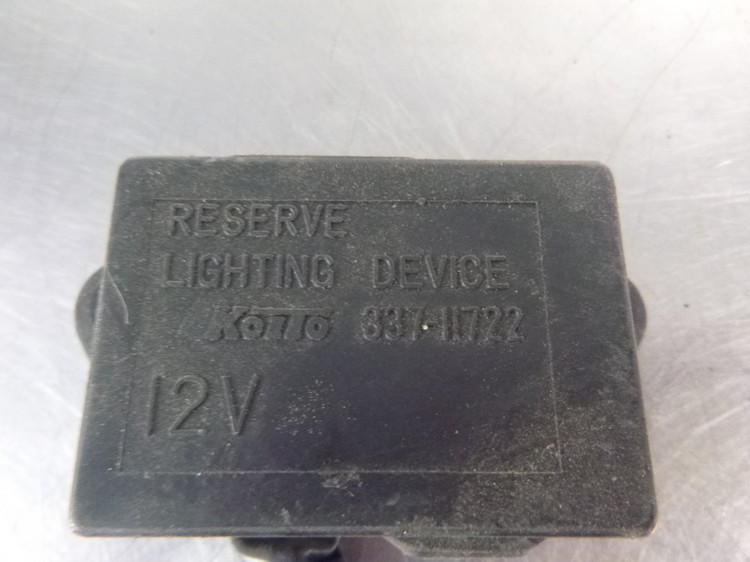 RESERVE
LIGHTING DEVICE
KOITO 337-11722
12V